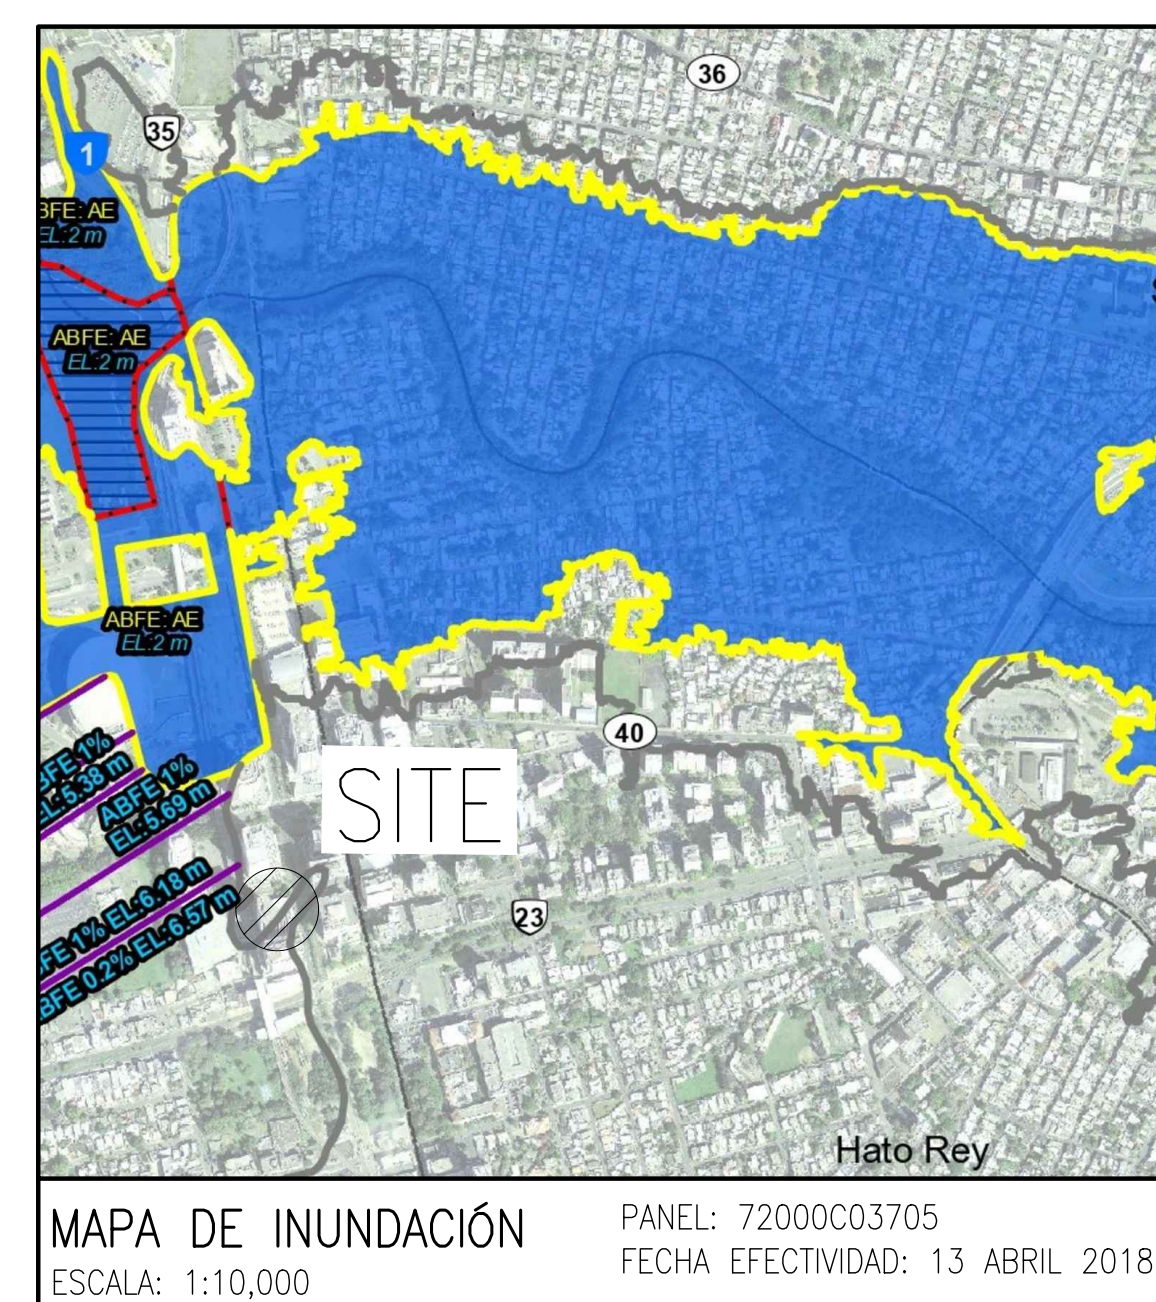 36
35
1
BFE: AE
EL:2 m
ABFE: AE
EL:2 m
ABFE: AE
EL:2 m
40
BFE 1%
EL:5.38 m
ABFE 1%
EL:5.69 m
SITE
BFE 1% EL:6.18 m
BFE 0.2% EL:6.57 m
23
Hato Rey
MAPA DE INUNDACIÓN
ESCALA: 1:10,000
PANEL: 72000C03705
FECHA EFECTIVIDAD: 13 ABRIL 2018